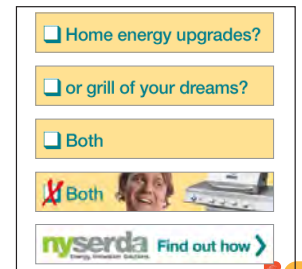 Home energy upgrades?
or grill of your dreams?
Both
Both
nyserda Find out how
Energy. Innovation. Solutions.